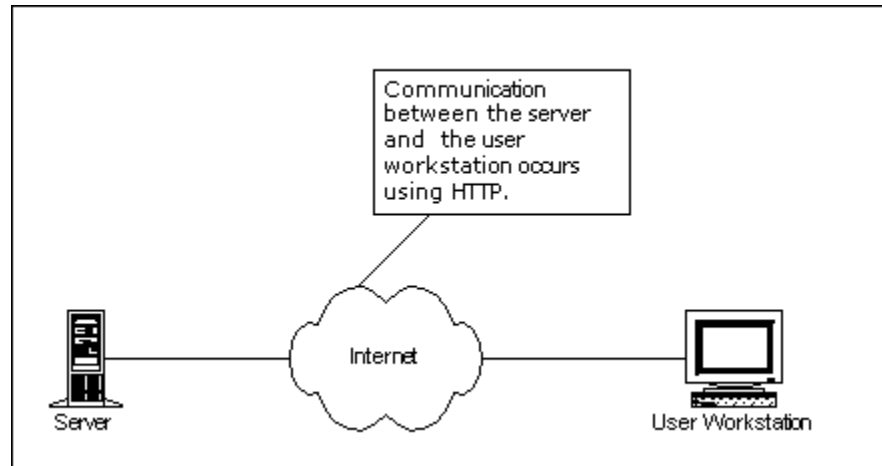 Communication
between the server
and the user
workstation occurs
using HTTP.
Internet
Server
User Workstation